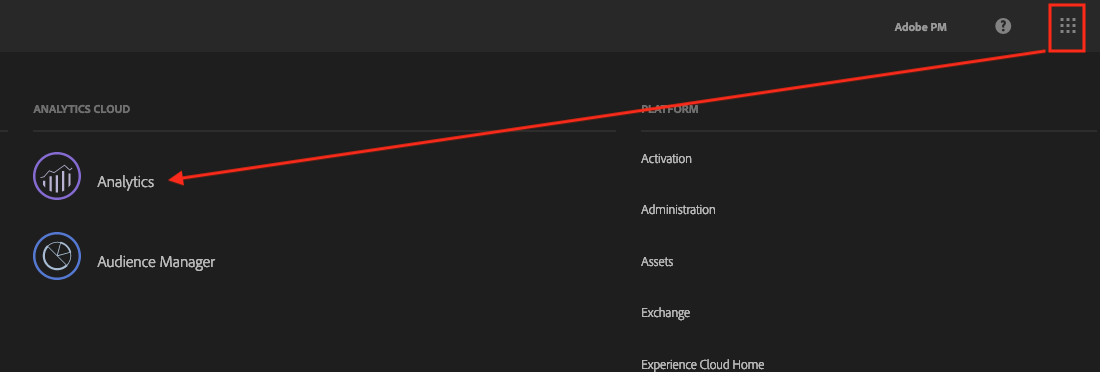 Adobe PM
ANALYTICS CLOUD
Analytics
Audience Manager
PLATFORM
Activation
Administration
Assets
Exchange
Experience Cloud Home